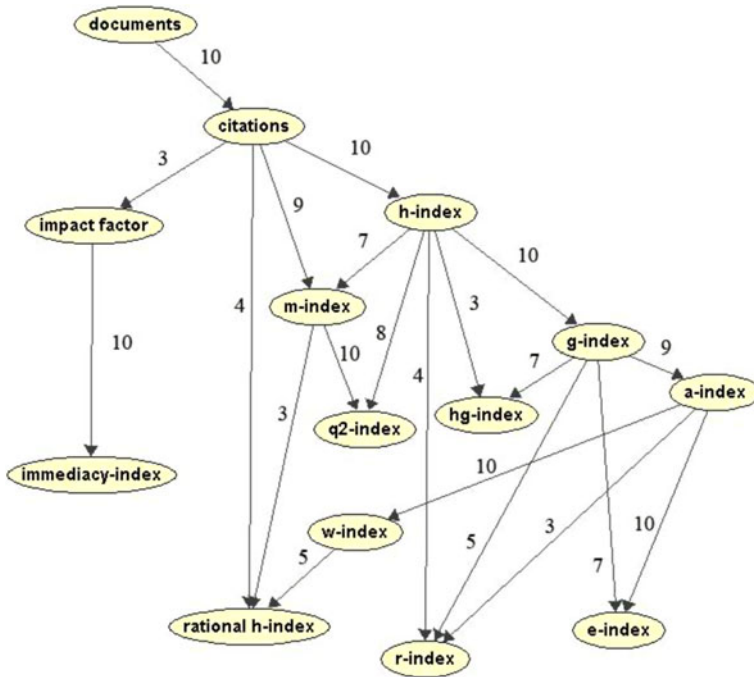 documents
10
citations
3
10
impact factor
9
h-index
7
10
m-index
4
8
3
g-index
9
10
10
4
7
a-index
3
q2-index
hg-index
immediacy-index
10
w-index
5
3
10
5
7
rational h-index
r-index
e-index